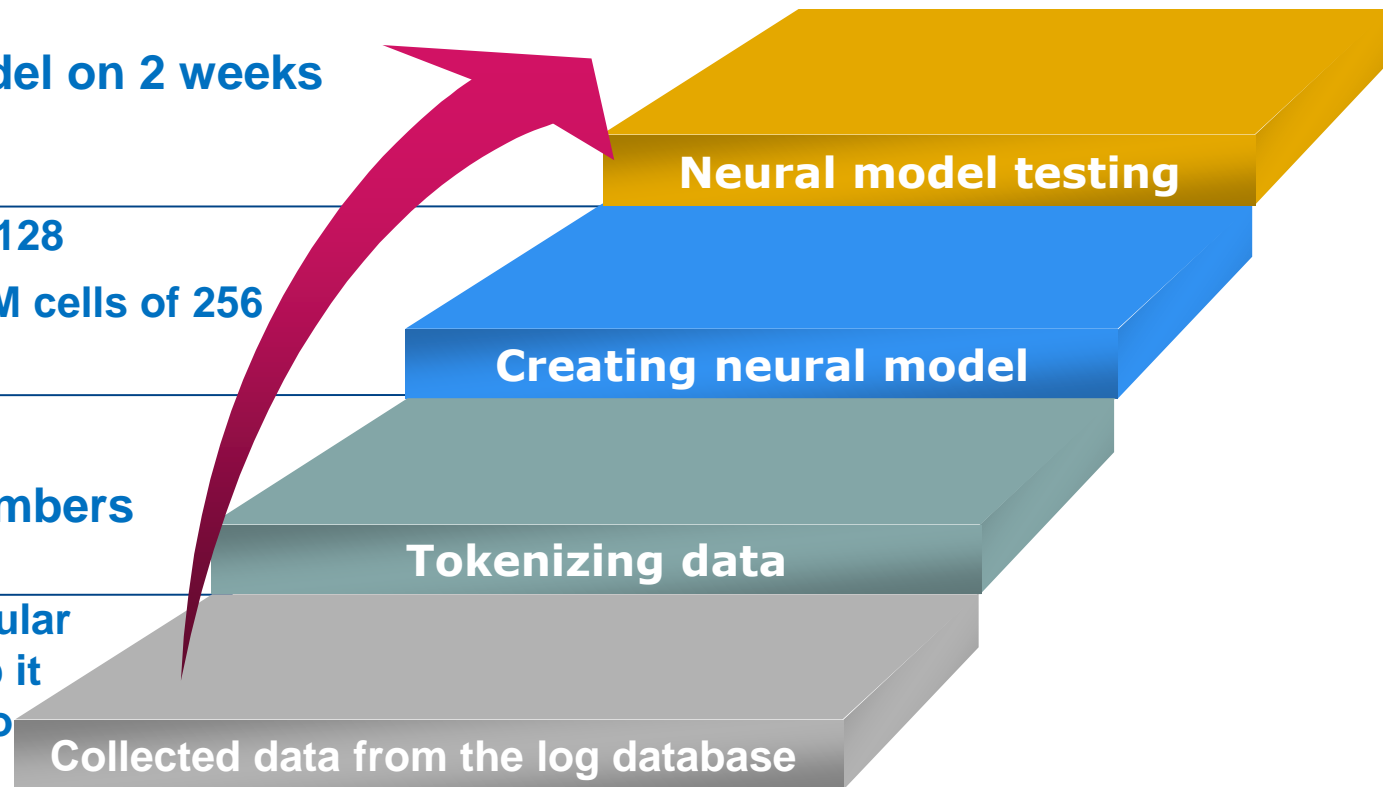 del on 2 weeks
Neural model testing
128
M cells of 256
Creating neural model
mbers
Tokenizing data
ular
it
Collected data from the log database